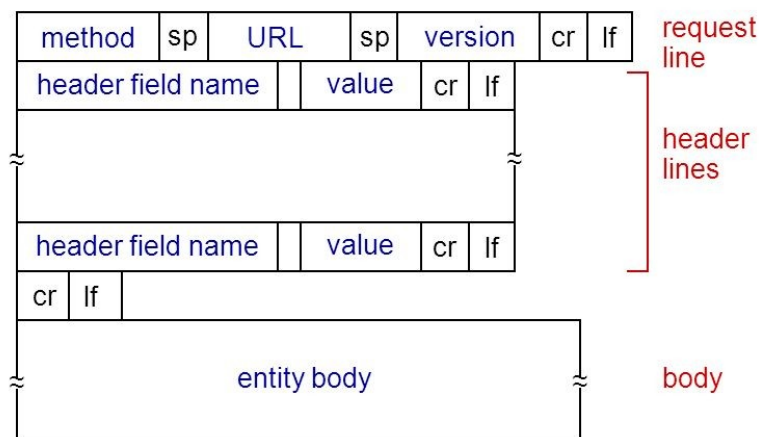 method sp URL sp version cr lf request
line
header field name value cr lf
header
lines
header field name value cr lf
cr lf
entity body body